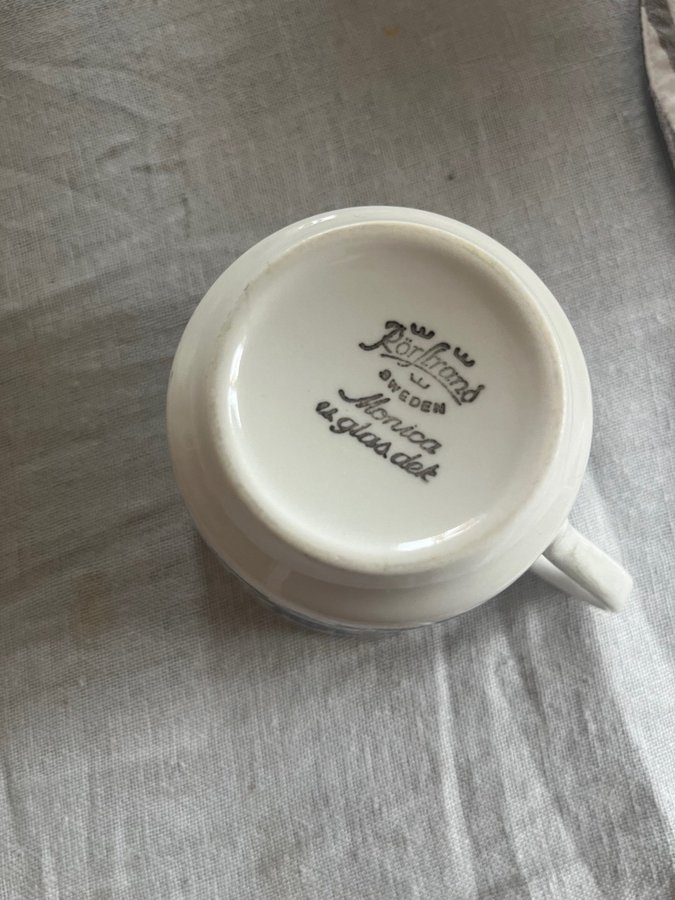 Rörstrand
SWEDEN
Monica
u.glas.dek